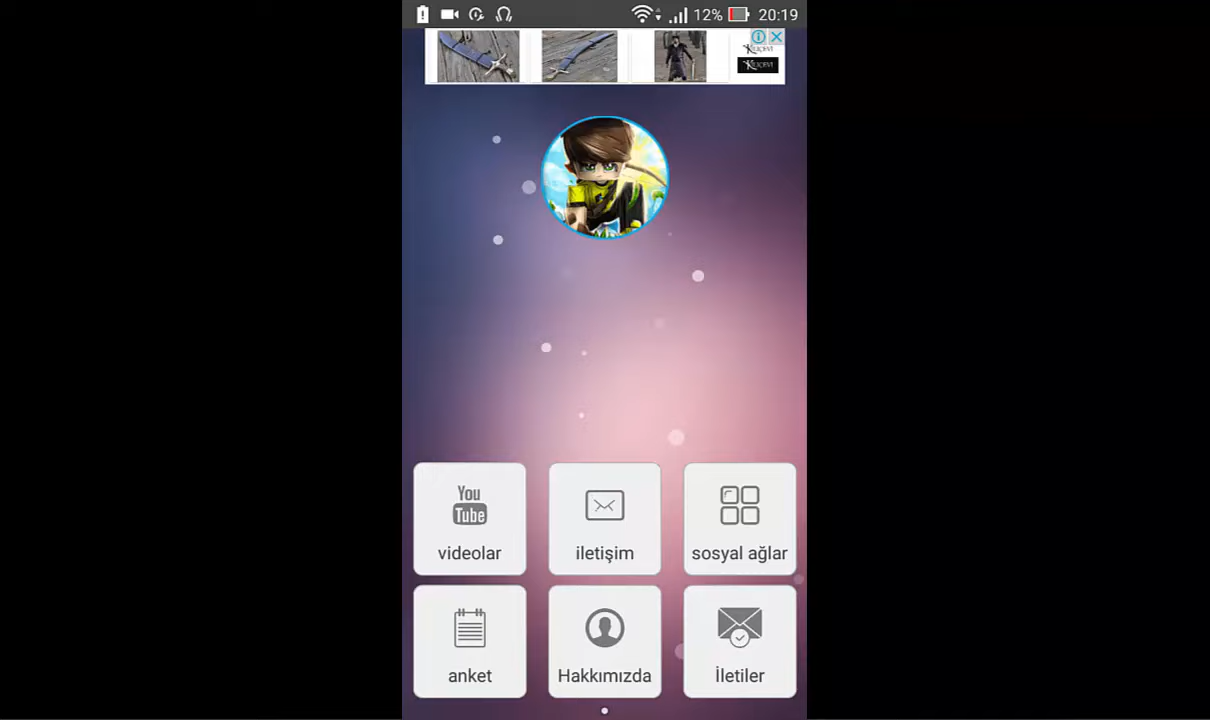 12% 20:19
You
Tube
videolar
iletişim
sosyal ağlar
anket
Hakkımızda
İletiler